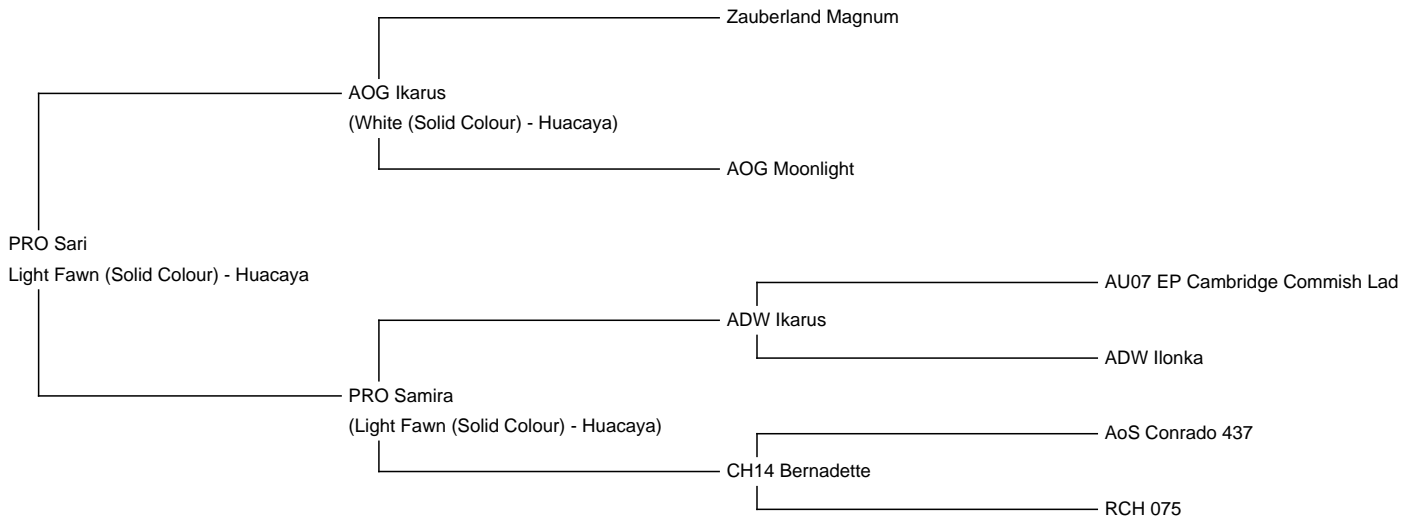 Zauberland Magnum
AOG Ikarus
(White (Solid Colour) - Huacaya)
AOG Moonlight
PRO Sari
Light Fawn (Solid Colour) - Huacaya
AU07 EP Cambridge Commish Lad
ADW Ikarus
ADW Ilonka
PRO Samira
(Light Fawn (Solid Colour) - Huacaya)
AoS Conrado 437
CH14 Bernadette
RCH 075